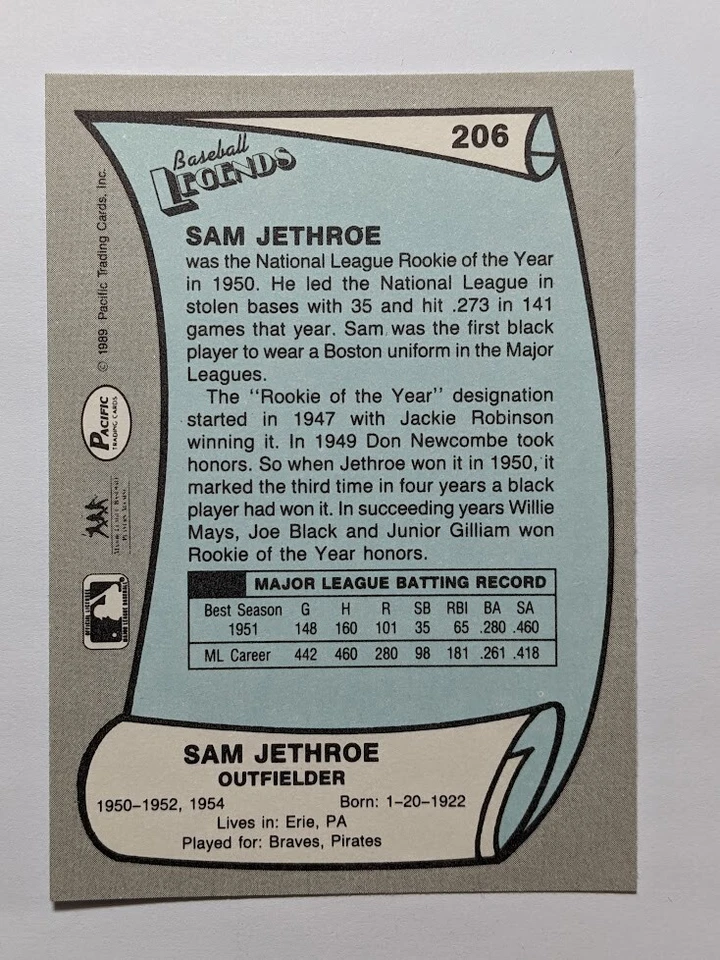 206
Baseball
LEGENDS
SAM JETHROE
was the National League Rookie of the Year
in 1950. He led the National League in
stolen bases with 35 and hit .273 in 141
games that year. Sam was the first black
player to wear a Boston uniform in the Major
Leagues.
The "Rookie of the Year" designation
started in 1947 with Jackie Robinson
winning it. In 1949 Don Newcombe took
honors. So when Jethroe won it in 1950, it
marked the third time in four years a black
player had won it. In succeeding years Willie
Mays, Joe Black and Junior Gilliam won
Rookie of the Year honors.
MAJOR LEAGUE BATTING RECORD
Best Season G H R SB RBI BA SA
1951 148 160 101 35 65 .280 .460
ML Career 442 460 280 98 181 .261 .418
SAM JETHROE
OUTFIELDER
1950–1952, 1954 Born: 1–20–1922
Lives in: Erie, PA
Played for: Braves, Pirates
© 1989 Pacific Trading Cards, Inc.
PACIFIC
TRADING CARDS
MAJOR LEAGUE BASEBALL
OFFICIAL LICENSEE
MAJOR LEAGUE BASEBALL